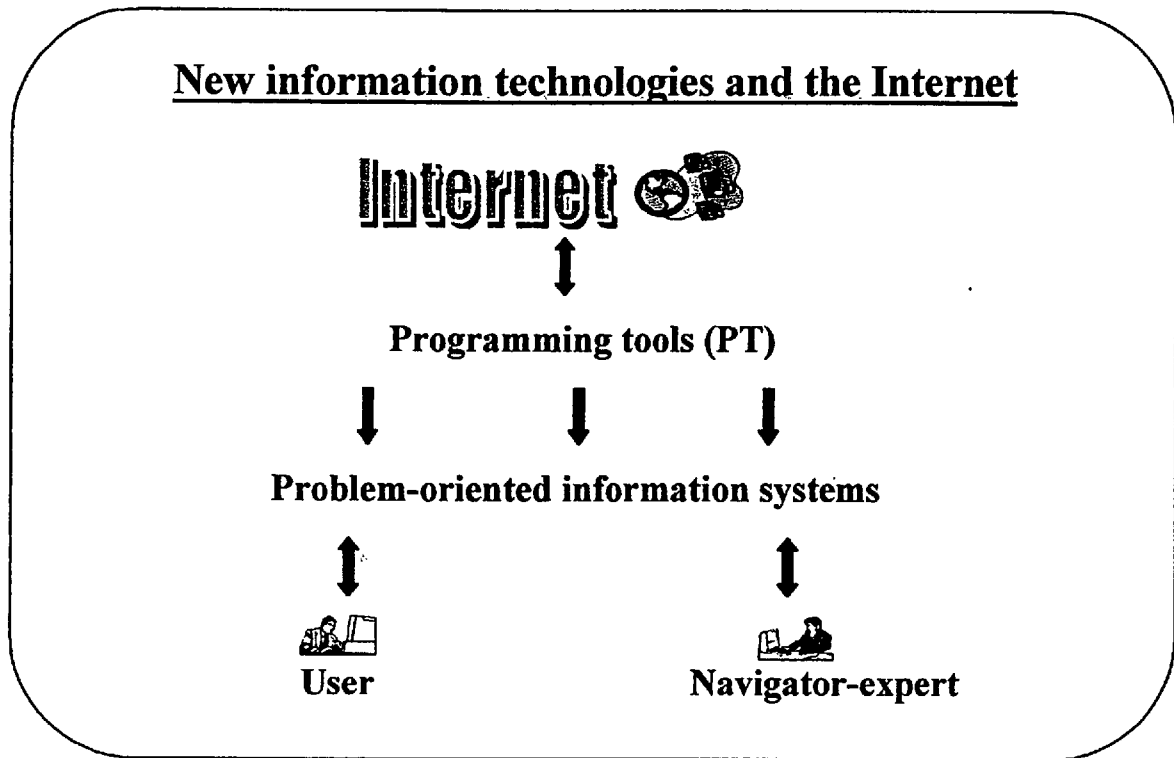 New information technologies and the Internet
Internet
Programming tools (PT)
Problem-oriented information systems
User
Navigator-expert